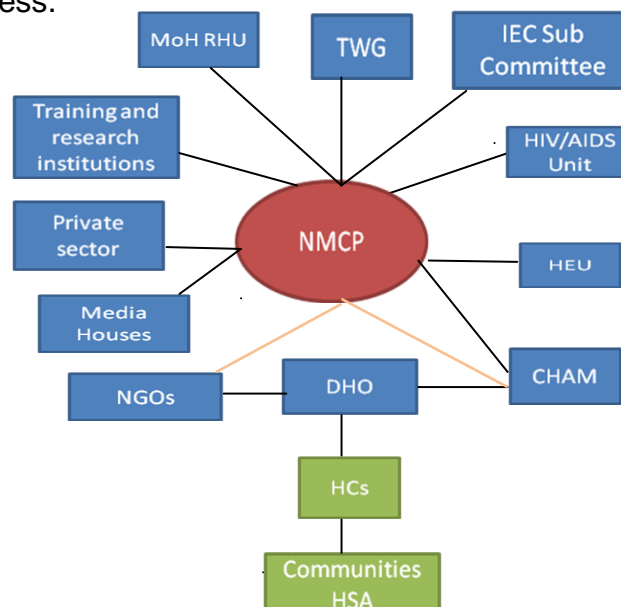 ess.
MoH RHU
TWG
IEC Sub
Committee
Training and
research
institutions
HIV/AIDS
Unit
Private
sector
NMCP
HEU
Media
Houses
NGOs
DHO
CHAM
HCs
Communities
HSA